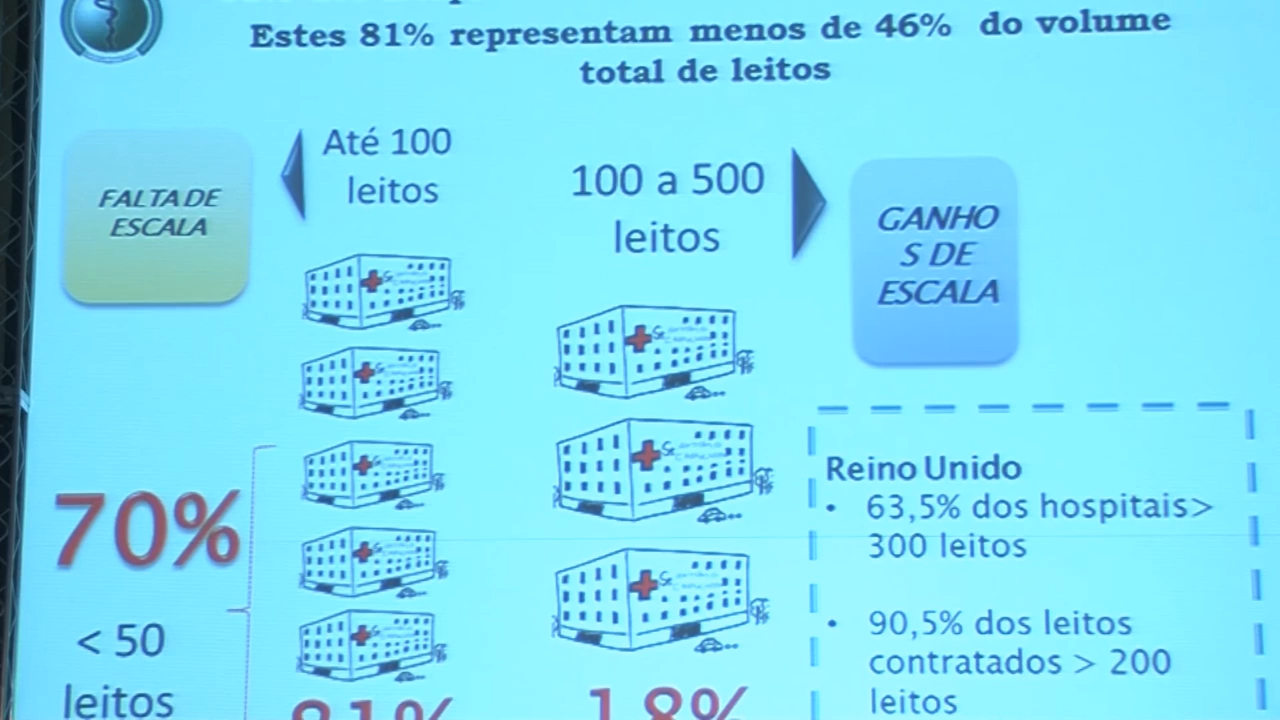 Estes 81% representam menos de 46% do volume
total de leitos
FALTA DE
ESCALA
Até 100
leitos
100 a 500
leitos
GANHO
S DE
ESCALA
70%
< 50
leitos
81%
18%
Reino Unido
• 63,5% dos hospitais>
300 leitos
• 90,5% dos leitos
contratados > 200
leitos